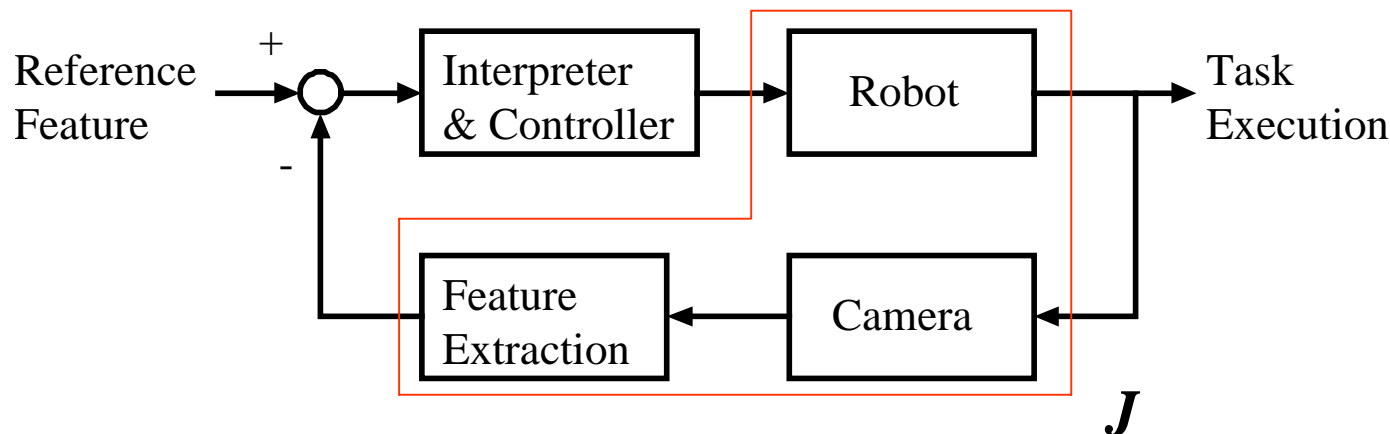 +
Reference
Feature
-
Interpreter
& Controller
Robot
Task
Execution
Feature
Extraction
Camera
J